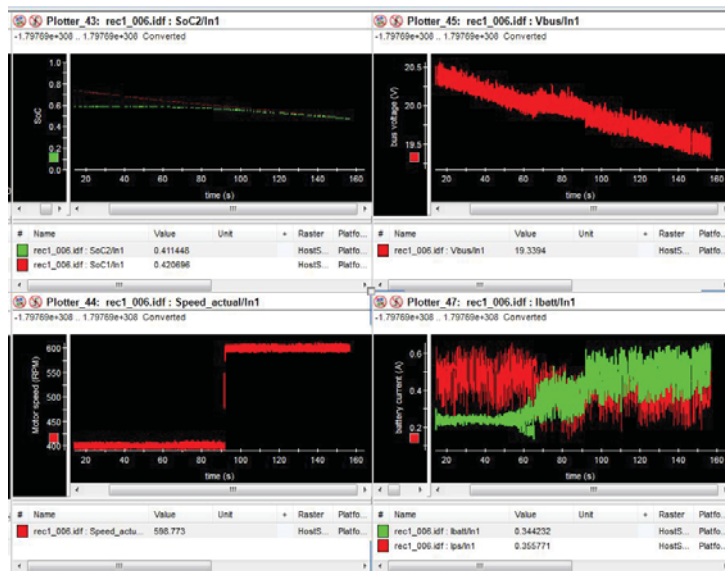 Plotter_43: rec1_006.idf : SoC2/In1
-1.79769e+308 .. 1.79769e+308 Converted
1.0
0.8
0.6
0.4
0.2
0.0
SoC
20 40 60 80 100 120 140 160
time (s)
# Name Value Unit + Raster Platfo...
rec1_006.idf : SoC2/In1 0.411448 HostS... Platfo...
rec1_006.idf : SoC1/In1 0.420696 HostS... Platfo...
Plotter_45: rec1_006.idf : Vbus/In1
-1.79769e+308 .. 1.79769e+308 Converted
20.5
20.0
19.5
bus voltage (V)
20 40 60 80 100 120 140 160
time (s)
# Name Value Unit + Raster Platfo...
rec1_006.idf : Vbus/In1 19.3394 HostS... Platfo...
Plotter_44: rec1_006.idf : Speed_actual/In1
-1.79769e+308 .. 1.79769e+308 Converted
600
550
500
450
400
Motor speed (RPM)
20 40 60 80 100 120 140 160
time (s)
# Name Value Unit + Raster Platfo...
rec1_006.idf : Speed_actu... 598.773 HostS... Platfo...
Plotter_47: rec1_006.idf : Ibatt/In1
-1.79769e+308 .. 1.79769e+308 Converted
0.6
0.4
0.2
battery current (A)
20 40 60 80 100 120 140 160
time (s)
# Name Value Unit + Raster Platfo...
rec1_006.idf : Ibatt/In1 0.344232 HostS... Platfo...
rec1_006.idf : Ips/In1 0.355771 HostS... Platfo...